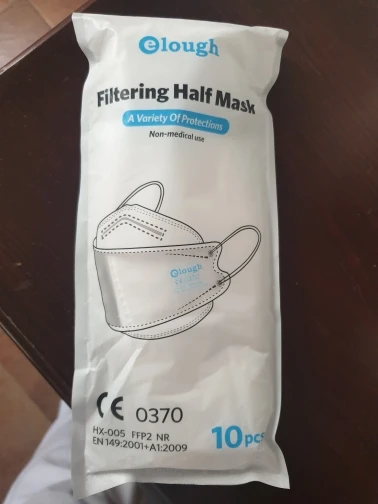 elough
Filtering Half Mask
A Variety Of Protections
Non-medical use
elough
CE 0370
HX-005 FFP2 NR
EN 149:2001+A1:2009
10pcs